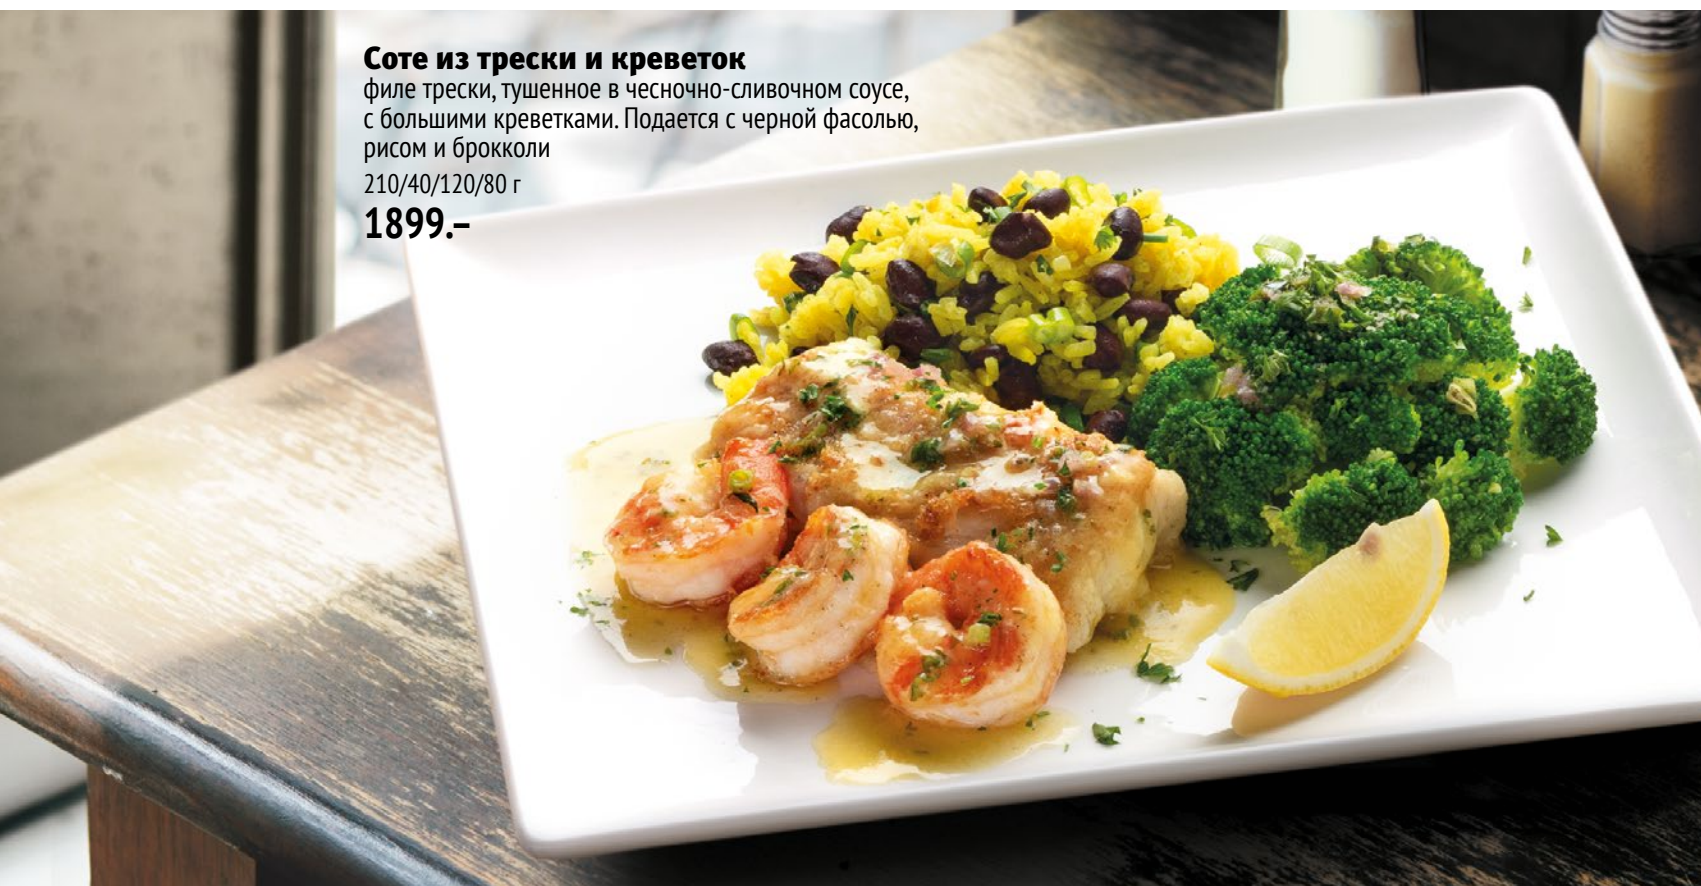 Соте из трески и креветок
филе трески, тушенное в чесночно-сливочном соусе,
с большими креветками. Подается с черной фасолью,
рисом и брокколи
210/40/120/80 г
1899.–